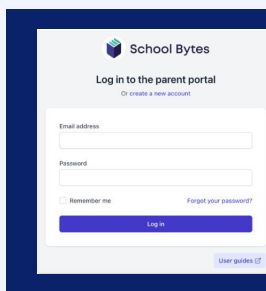 School Bytes
Log in to the parent portal
Or create a new account
Email address
Password
Remember me Forgot your password?
Log in
User guides